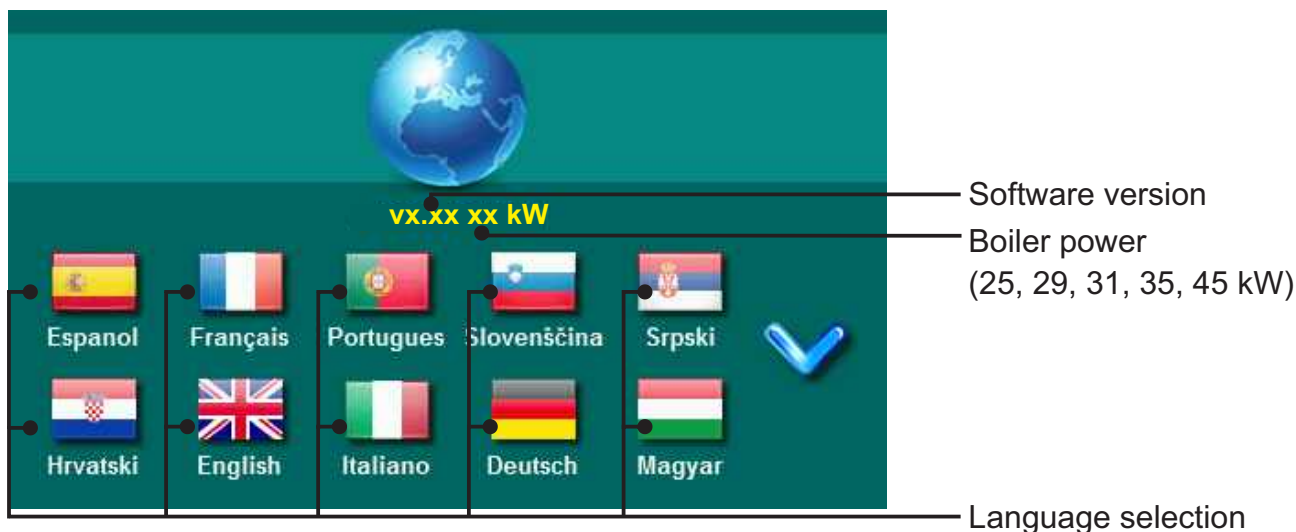 Software version
vx.xx xx kW
Boiler power
(25, 29, 31, 35, 45 kW)
Espanol Français Portugues Slovenščina Srpski
Hrvatski English Italiano Deutsch Magyar
Language selection